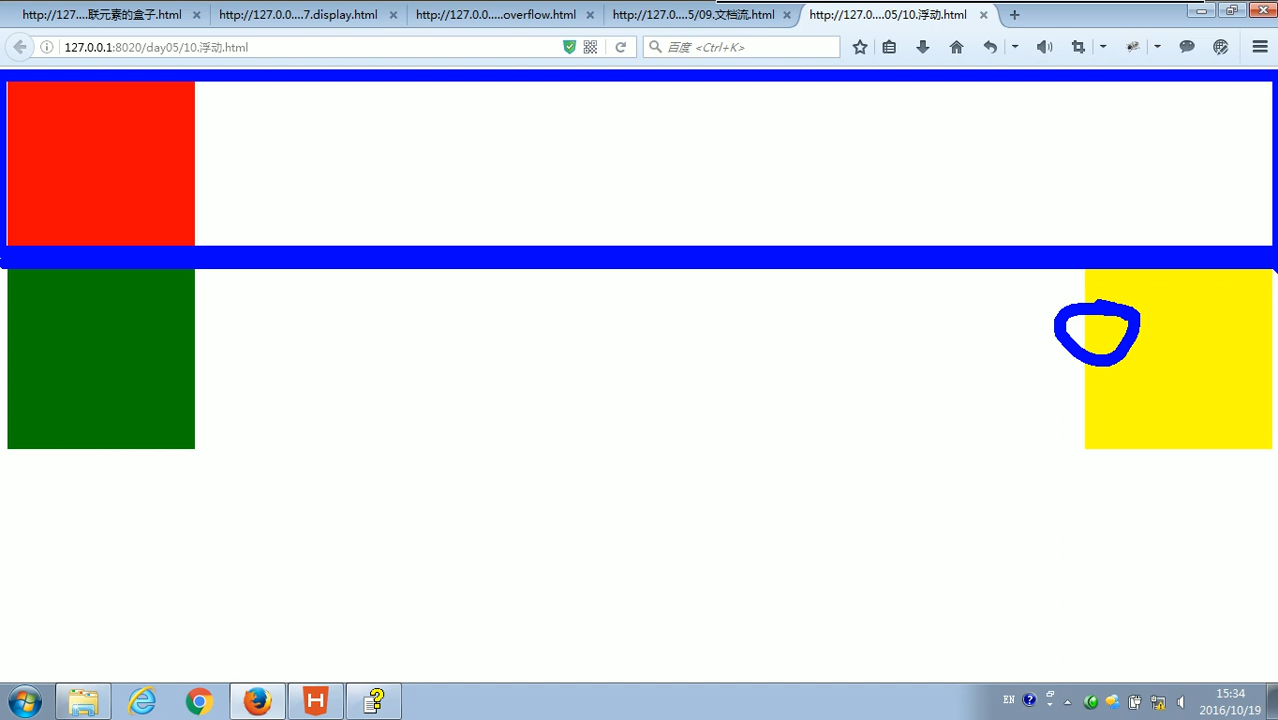 http://127....联元素的盒子.html
http://127.0.0....7.display.html
http://127.0.0.....overflow.html
http://127.0....5/09.文档流.html
http://127.0....05/10.浮动.html
127.0.0.1:8020/day05/10.浮动.html
百度 <Ctrl+K>
EN
15:34
2016/10/19